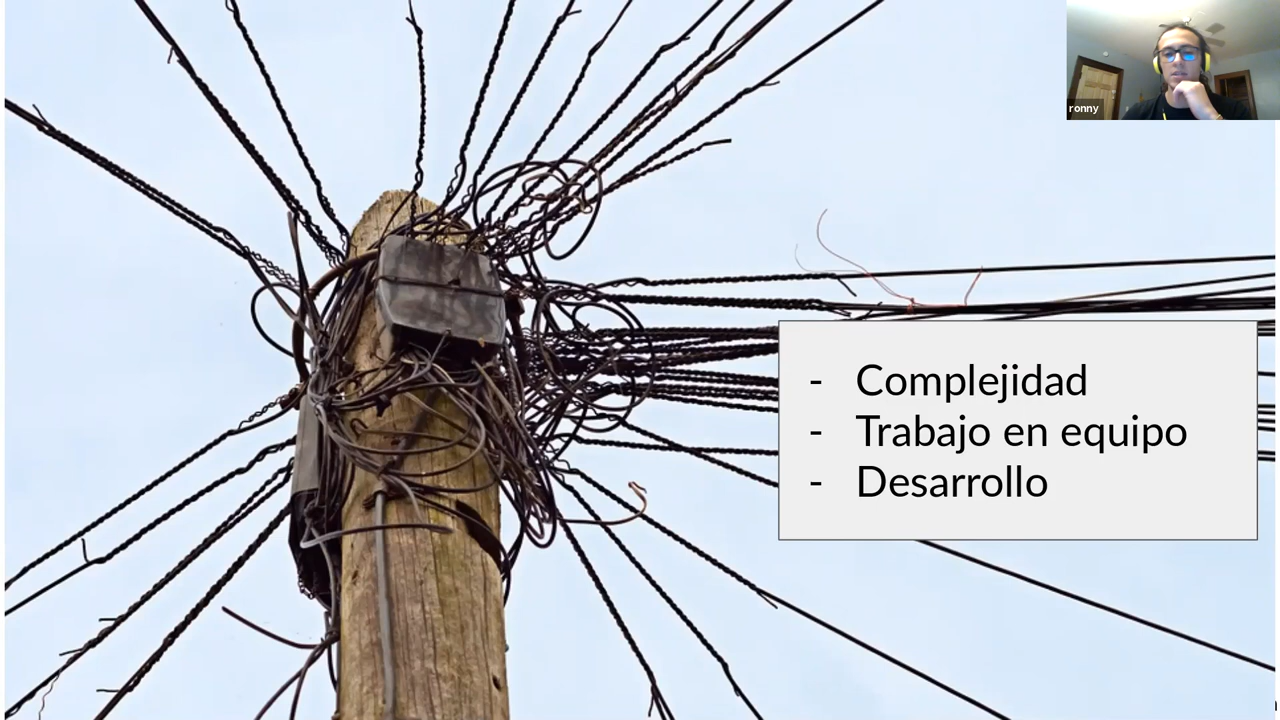 ronny
- Complejidad
- Trabajo en equipo
- Desarrollo